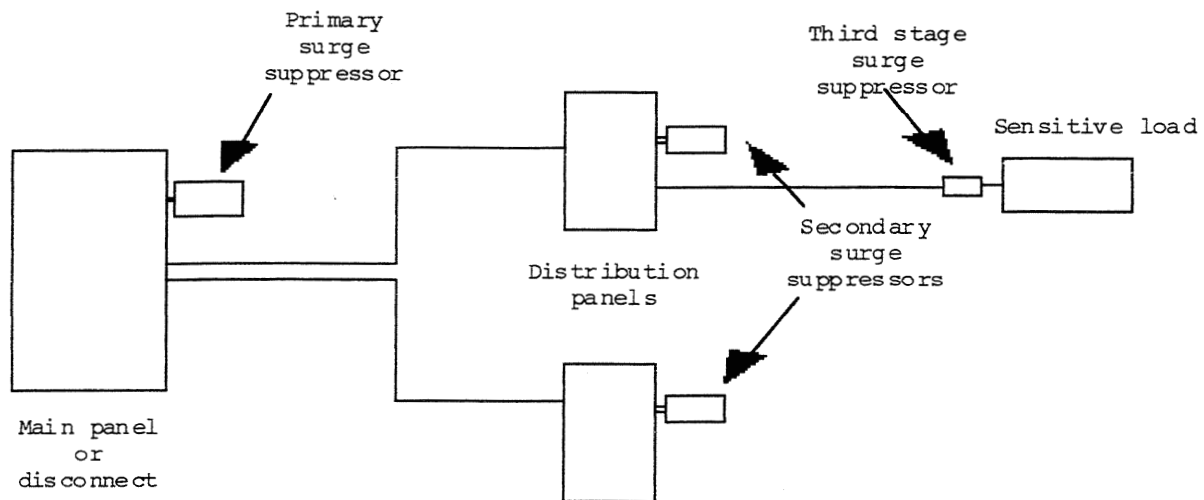 Primary
surge
suppressor
Third stage
surge
suppressor
Sensitive load
Secondary
surge
suppressors
Distribution
panels
Main panel
or
disconnect